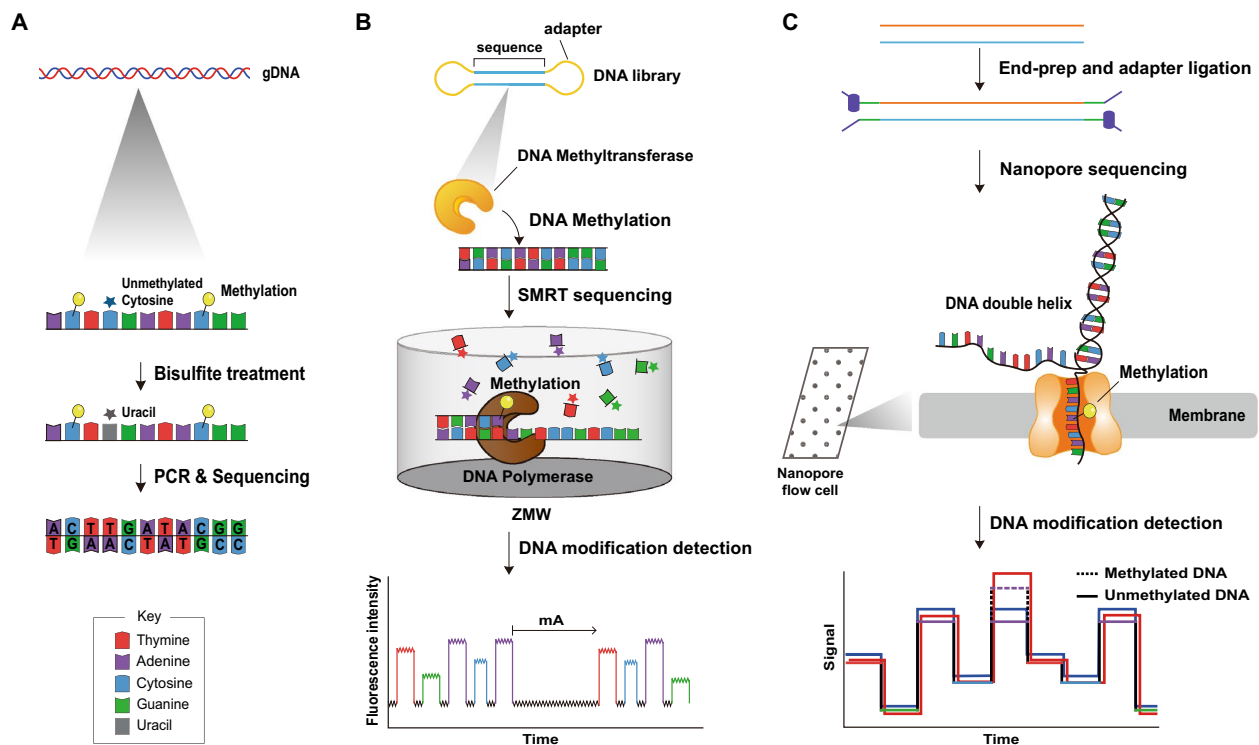 A
gDNA
Unmethylated
Cytosine
Methylation
Bisulfite treatment
Uracil
PCR & Sequencing
A C T T G A T A C G G
T G A A C T A T G C C
Key
Thymine
Adenine
Cytosine
Guanine
Uracil
B
adapter
sequence
DNA library
DNA Methyltransferase
DNA Methylation
SMRT sequencing
Methylation
DNA Polymerase
ZMW
DNA modification detection
mA
Fluorescence intensity
Time
C
End-prep and adapter ligation
Nanopore sequencing
DNA double helix
Methylation
Membrane
Nanopore
flow cell
DNA modification detection
Methylated DNA
Unmethylated DNA
Signal
Time